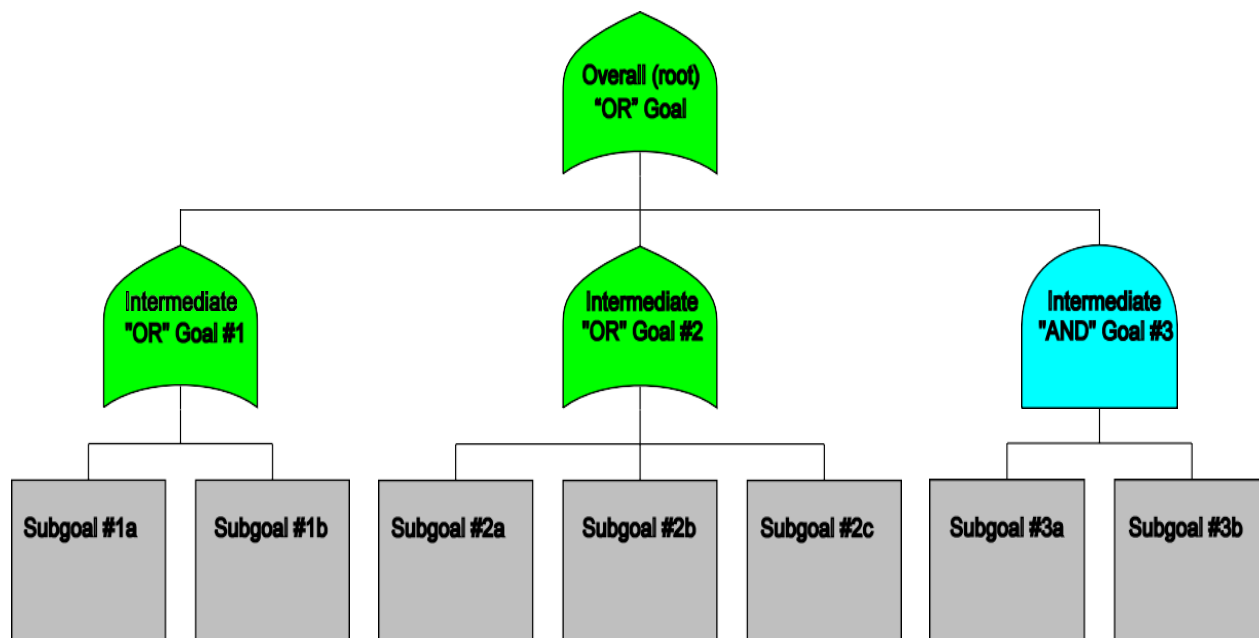 Overall (root)
“OR” Goal
Intermediate
"OR" Goal #1
Intermediate
"OR" Goal #2
Intermediate
"AND" Goal #3
Subgoal #1a
Subgoal #1b
Subgoal #2a
Subgoal #2b
Subgoal #2c
Subgoal #3a
Subgoal #3b